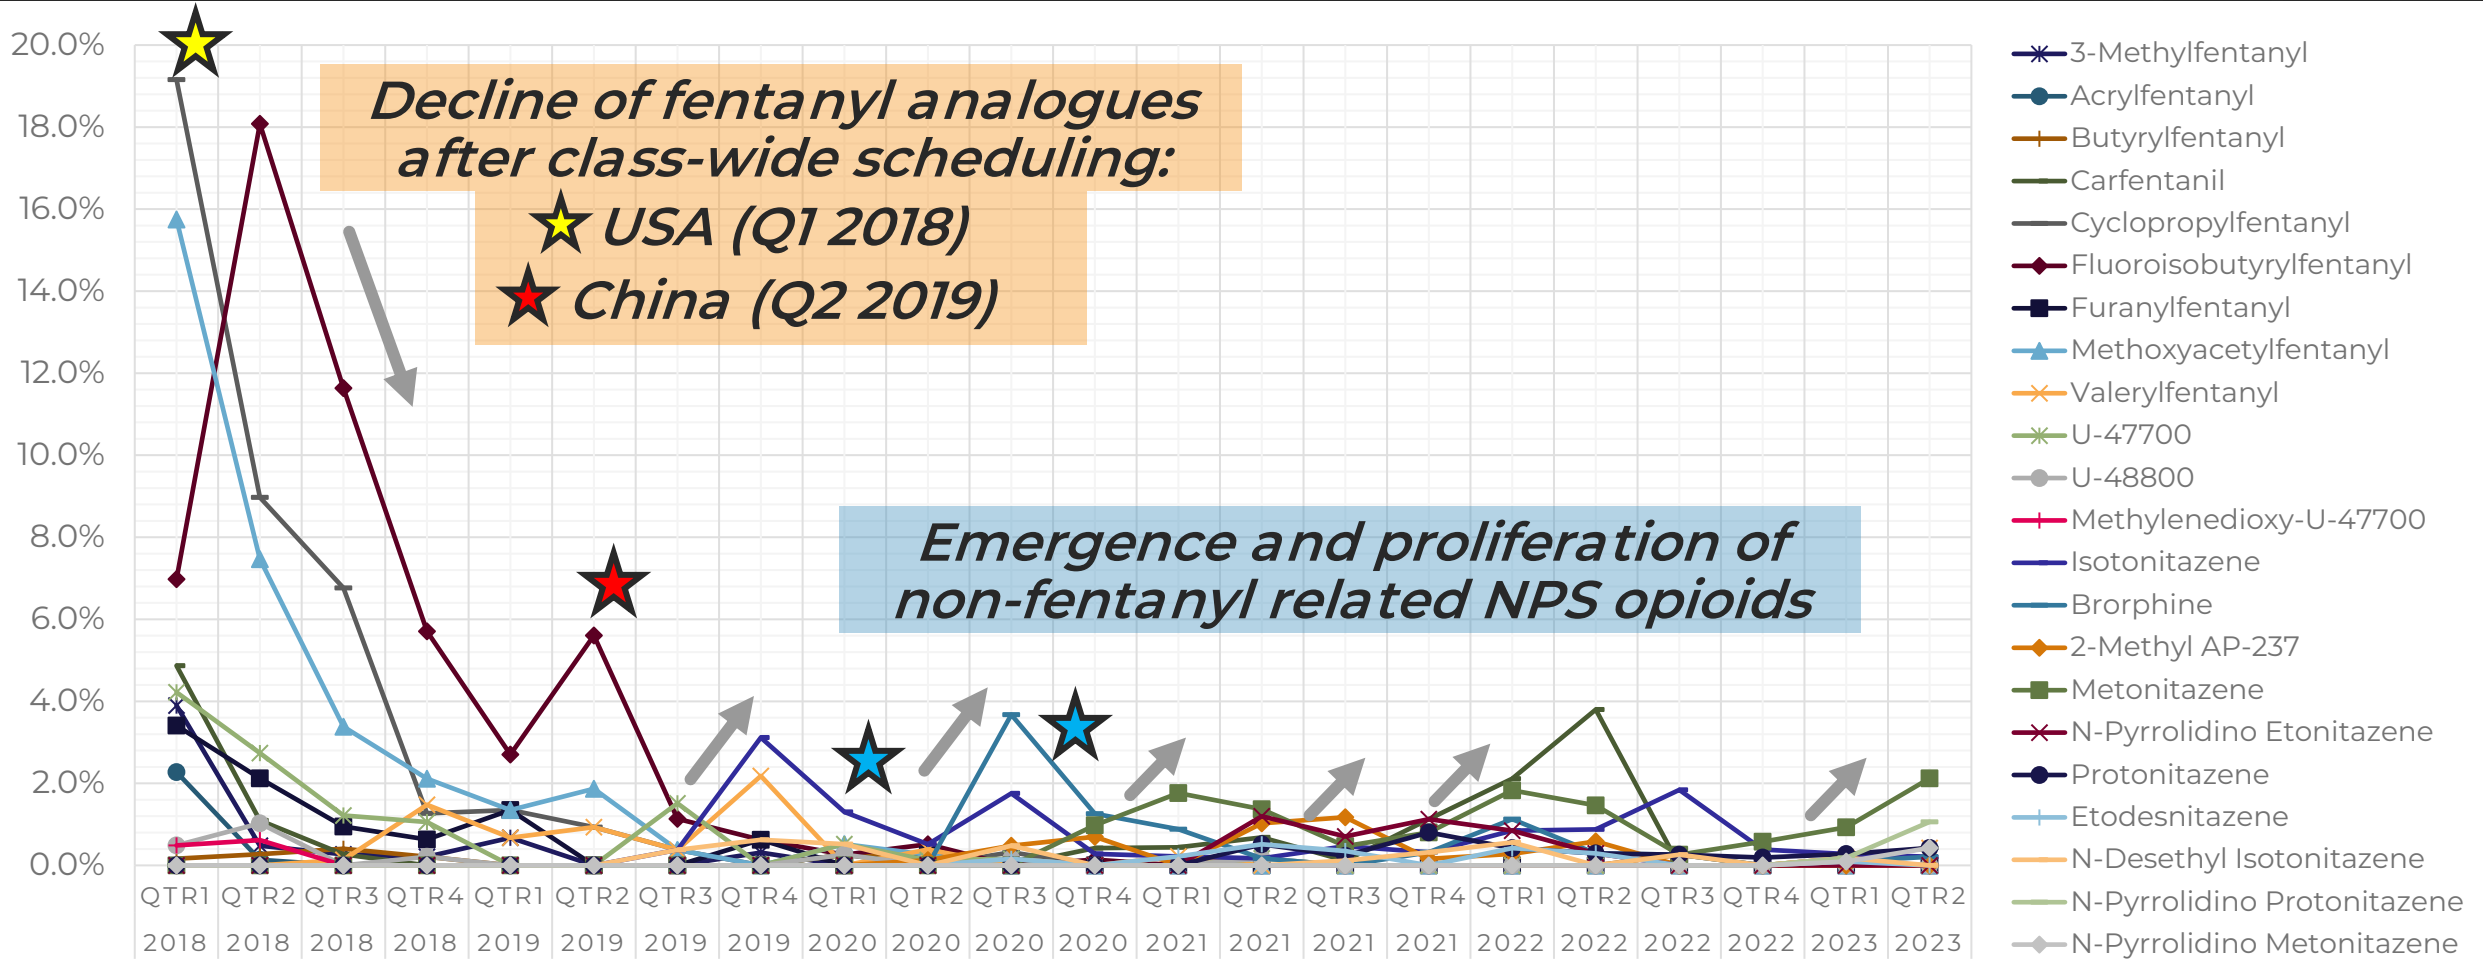 20.0%
18.0%
16.0%
14.0%
12.0%
10.0%
8.0%
6.0%
4.0%
2.0%
0.0%
Decline of fentanyl analogues
after class-wide scheduling:
USA (Q1 2018)
China (Q2 2019)
Emergence and proliferation of
non-fentanyl related NPS opioids
QTR1 QTR2 QTR3 QTR4 QTR1 QTR2 QTR3 QTR4 QTR1 QTR2 QTR3 QTR4 QTR1 QTR2 QTR3 QTR4 QTR1 QTR2 QTR3 QTR4 QTR1 QTR2
2018 2018 2018 2018 2019 2019 2019 2019 2020 2020 2020 2020 2021 2021 2021 2021 2022 2022 2022 2022 2023 2023
3-Methylfentanyl
Acrylfentanyl
Butyrylfentanyl
Carfentanil
Cyclopropylfentanyl
Fluoroisobutyrylfentanyl
Furanylfentanyl
Methoxyacetylfentanyl
Valerylfentanyl
U-47700
U-48800
Methylenedioxy-U-47700
Isotonitazene
Brorphine
2-Methyl AP-237
Metonitazene
N-Pyrrolidino Etonitazene
Protonitazene
Etodesnitazene
N-Desethyl Isotonitazene
N-Pyrrolidino Protonitazene
N-Pyrrolidino Metonitazene